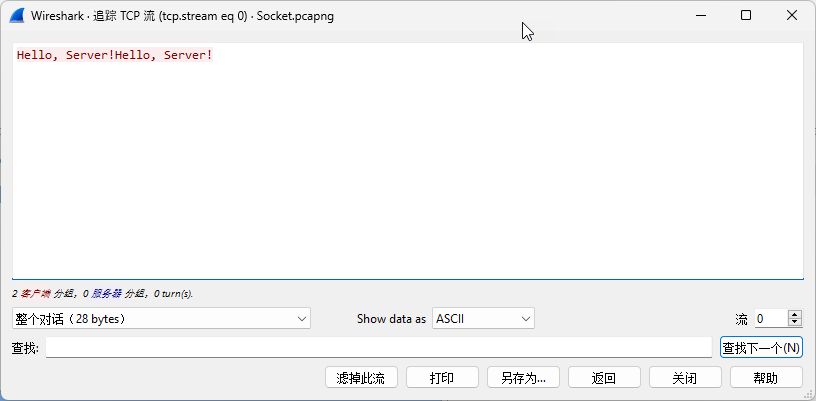 Wireshark · 追踪 TCP 流 (tcp.stream eq 0) · Socket.pcapng
Hello, Server!Hello, Server!
2 客户端 分组，0 服务器 分组，0 turn(s).
整个对话（28 bytes） Show data as ASCII 流 0
查找: 查找下一个(N)
滤掉此流 打印 另存为... 返回 关闭 帮助